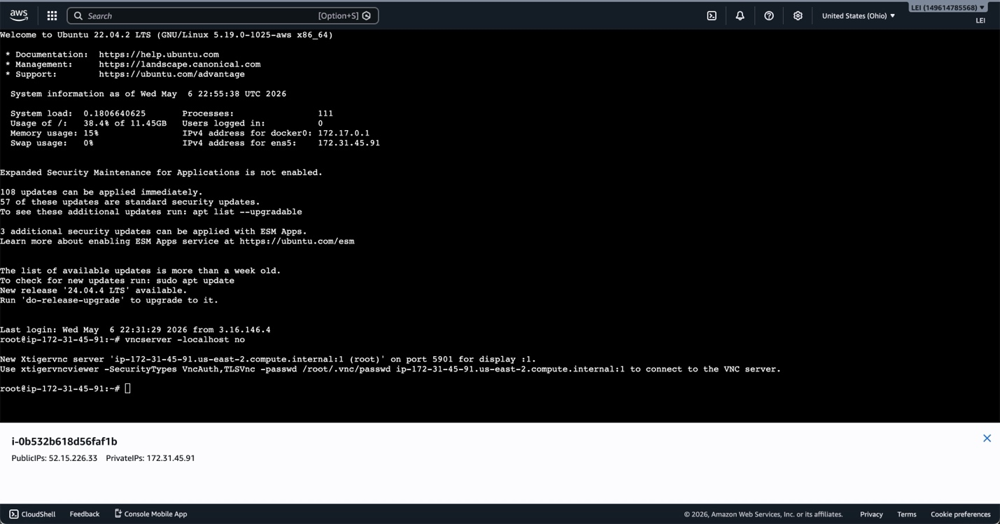 aws
Search [Option+S]
United States (Ohio) ▼
LEI (149614785568) ▼
LEI
Welcome to Ubuntu 22.04.2 LTS (GNU/Linux 5.19.0-1025-aws x86_64)
* Documentation: https://help.ubuntu.com
* Management: https://landscape.canonical.com
* Support: https://ubuntu.com/advantage
System information as of Wed May  6 22:55:38 UTC 2026
System load: 0.1806640625 Processes: 111
Usage of /: 38.4% of 11.45GB Users logged in: 0
Memory usage: 15% IPv4 address for docker0: 172.17.0.1
Swap usage: 0% IPv4 address for ens5: 172.31.45.91
Expanded Security Maintenance for Applications is not enabled.
108 updates can be applied immediately.
57 of these updates are standard security updates.
To see these additional updates run: apt list --upgradable
3 additional security updates can be applied with ESM Apps.
Learn more about enabling ESM Apps service at https://ubuntu.com/esm
The list of available updates is more than a week old.
To check for new updates run: sudo apt update
New release '24.04.4 LTS' available.
Run 'do-release-upgrade' to upgrade to it.
Last login: Wed May  6 22:31:29 2026 from 3.16.146.4
root@ip-172-31-45-91:~# vncserver -localhost no
New Xtigervnc server 'ip-172-31-45-91.us-east-2.compute.internal:1 (root)' on port 5901 for display :1.
Use xtigervncviewer -SecurityTypes VncAuth,TLSVnc -passwd /root/.vnc/passwd ip-172-31-45-91.us-east-2.compute.internal:1 to connect to the VNC server.
root@ip-172-31-45-91:~#
i-0b532b618d56faf1b
PublicIPs: 52.15.226.33 PrivateIPs: 172.31.45.91
CloudShell Feedback Console Mobile App © 2026, Amazon Web Services, Inc. or its affiliates. Privacy Terms Cookie preferences